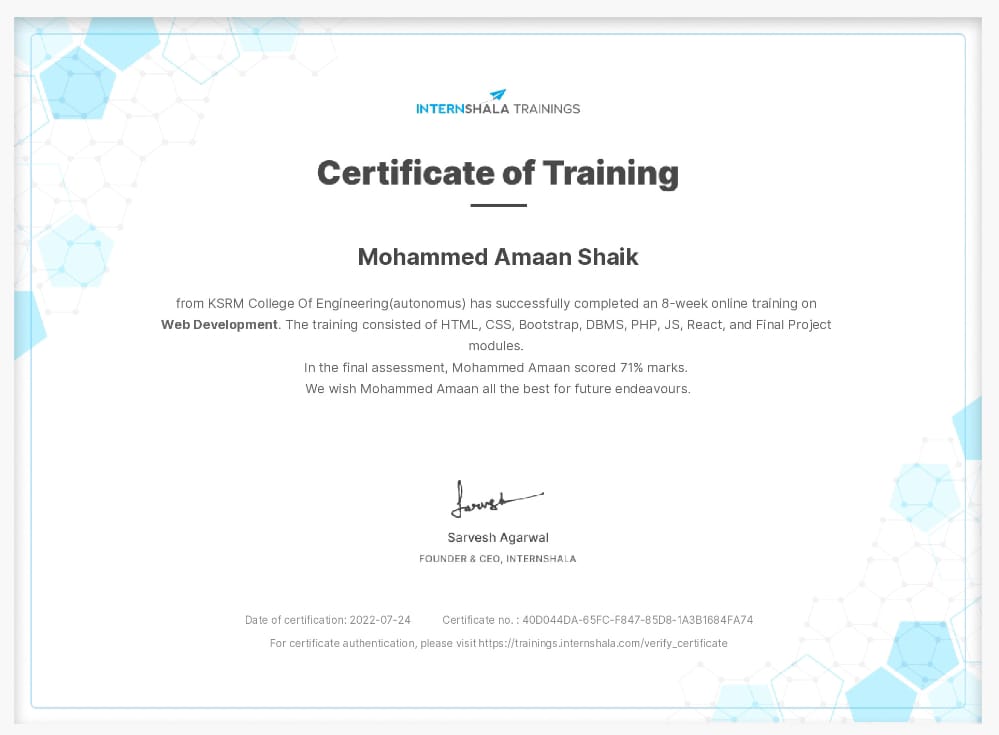 INTERNSHALA TRAININGS
Certificate of Training
Mohammed Amaan Shaik
from KSRM College Of Engineering(autonomus) has successfully completed an 8-week online training on
Web Development. The training consisted of HTML, CSS, Bootstrap, DBMS, PHP, JS, React, and Final Project
modules.
In the final assessment, Mohammed Amaan scored 71% marks.
We wish Mohammed Amaan all the best for future endeavours.
Sarvesh
Sarvesh Agarwal
FOUNDER & CEO, INTERNSHALA
Date of certification: 2022-07-24 Certificate no. : 40D044DA-65FC-F847-85D8-1A3B1684FA74
For certificate authentication, please visit https://trainings.internshala.com/verify_certificate